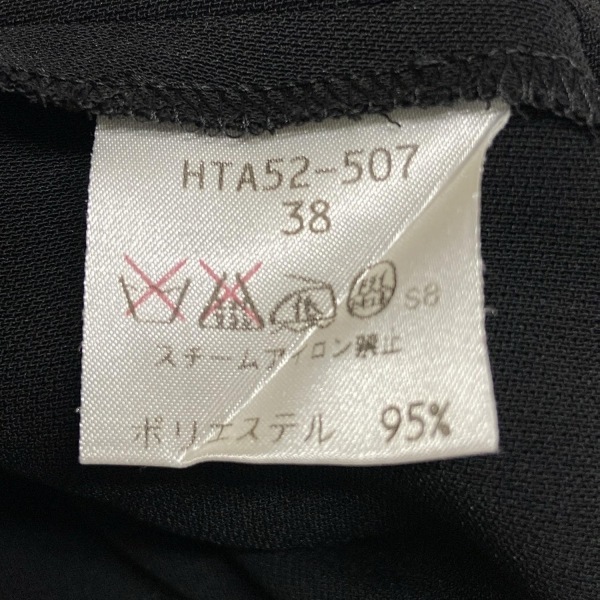 HTA52-507
38
S8
スチームアイロン禁止
ポリエステル 95%